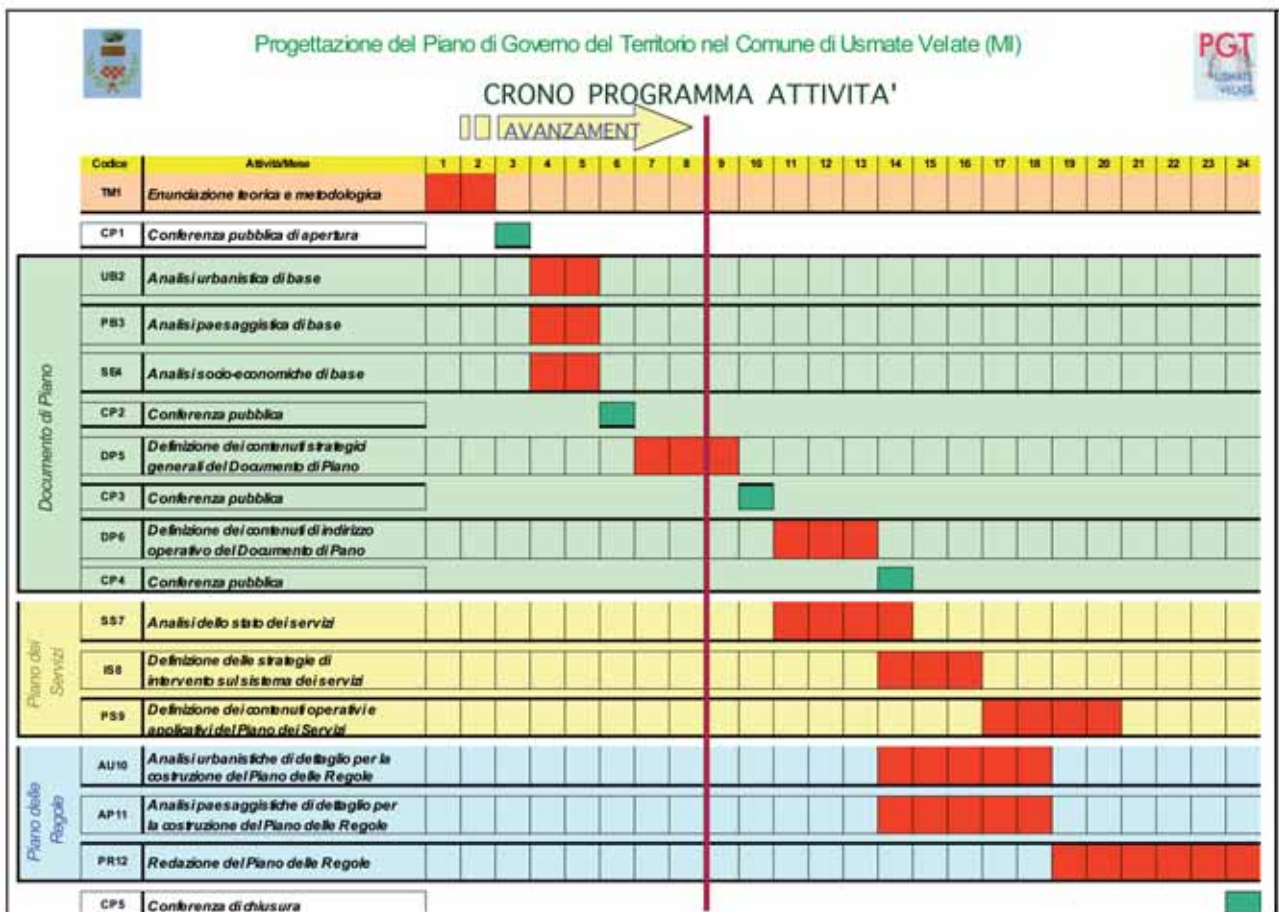 Progettazione del Piano di Governo del Territorio nel Comune di Usmate Velate (MI)
PGT
USMATE
VELATE
CRONO PROGRAMMA ATTIVITA'
AVANZAMENT
Codice Attività/Mese 1 2 3 4 5 6 7 8 9 10 11 12 13 14 15 16 17 18 19 20 21 22 23 24
TM1 Enunciazione teorica e metodologica
CP1 Conferenza pubblica di apertura
Documento di Piano
UB2 Analisi urbanistica di base
PB3 Analisi paesaggistica di base
SE4 Analisi socio-economiche di base
CP2 Conferenza pubblica
DP5 Definizione dei contenuti strategici
generali del Documento di Piano
CP3 Conferenza pubblica
DP6 Definizione dei contenuti di indirizzo
operativo del Documento di Pano
CP4 Conferenza pubblica
Piano dei
Servizi
SS7 Analisi dello stato dei servizi
IS8 Definizione delle strategie di
intervento sul sistema dei servizi
PS9 Definizione dei contenuti operativi e
applicativi del Piano dei Servizi
Piano delle
Regole
AU10 Analisi urbanistiche di dettaglio per la
costruzione del Piano delle Regole
AP11 Analisi paesaggistiche di dettaglio per
la costruzione del Piano delle Regole
PR12 Redazione del Piano delle Regole
CP5 Conferenza di chiusura